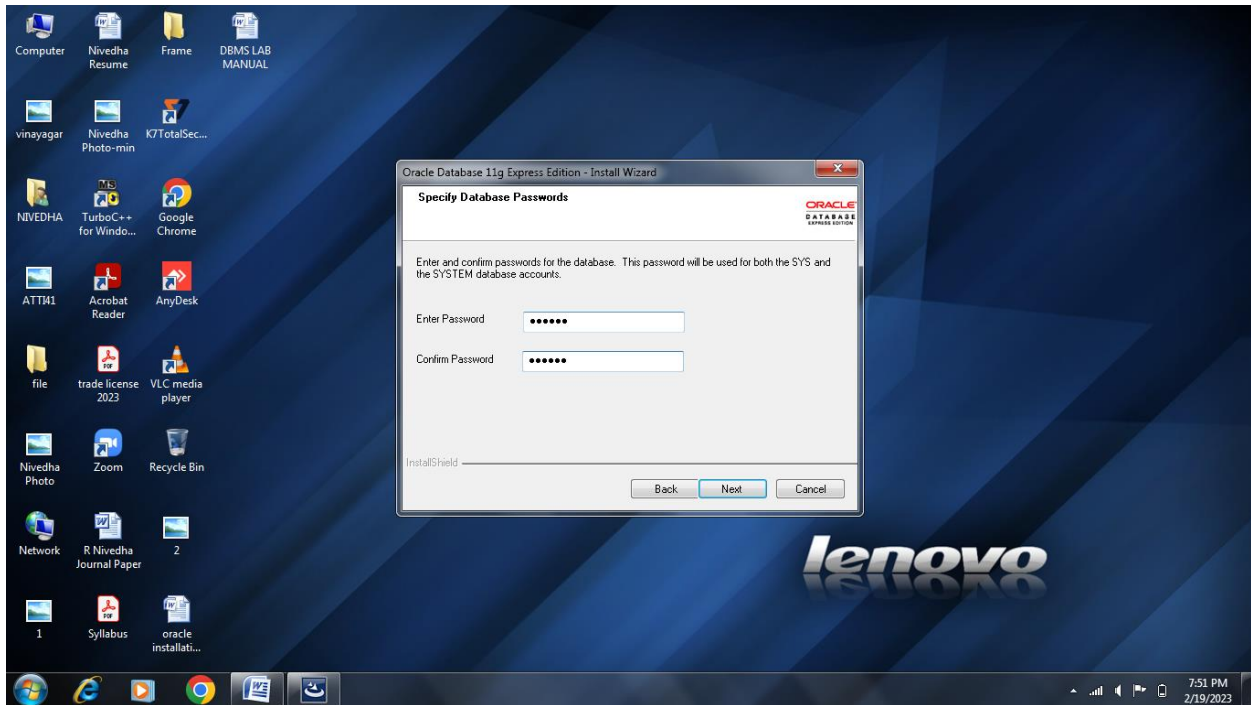 Computer
Nivedha
Resume
Frame
DBMS LAB
MANUAL
vinayagar
Nivedha
Photo-min
K7TotalSec...
NIVEDHA
MS
TurboC++
for Windo...
Google
Chrome
ATTI41
Acrobat
Reader
AnyDesk
file
PDF
trade license
2023
VLC media
player
Nivedha
Photo
Zoom
Recycle Bin
Network
R Nivedha
Journal Paper
2
1
PDF
Syllabus
oracle
installati...
Oracle Database 11g Express Edition - Install Wizard
Specify Database Passwords
ORACLE
DATABASE
EXPRESS EDITION
Enter and confirm passwords for the database. This password will be used for both the SYS and
the SYSTEM database accounts.
Enter Password
Confirm Password
InstallShield
Back Next Cancel
lenovo
7:51 PM
2/19/2023